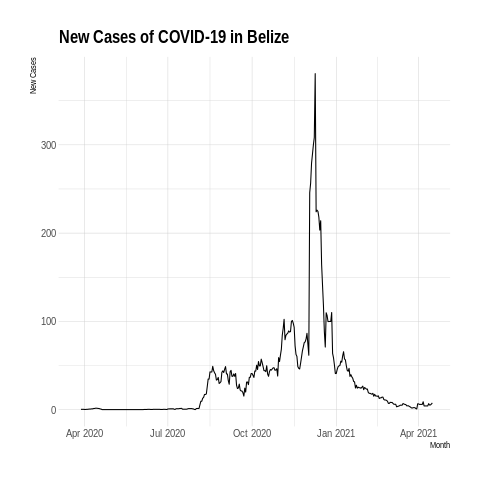 New Cases of COVID-19 in Belize
New Cases
300
200
100
0
Apr 2020 Jul 2020 Oct 2020 Jan 2021 Apr 2021
Month